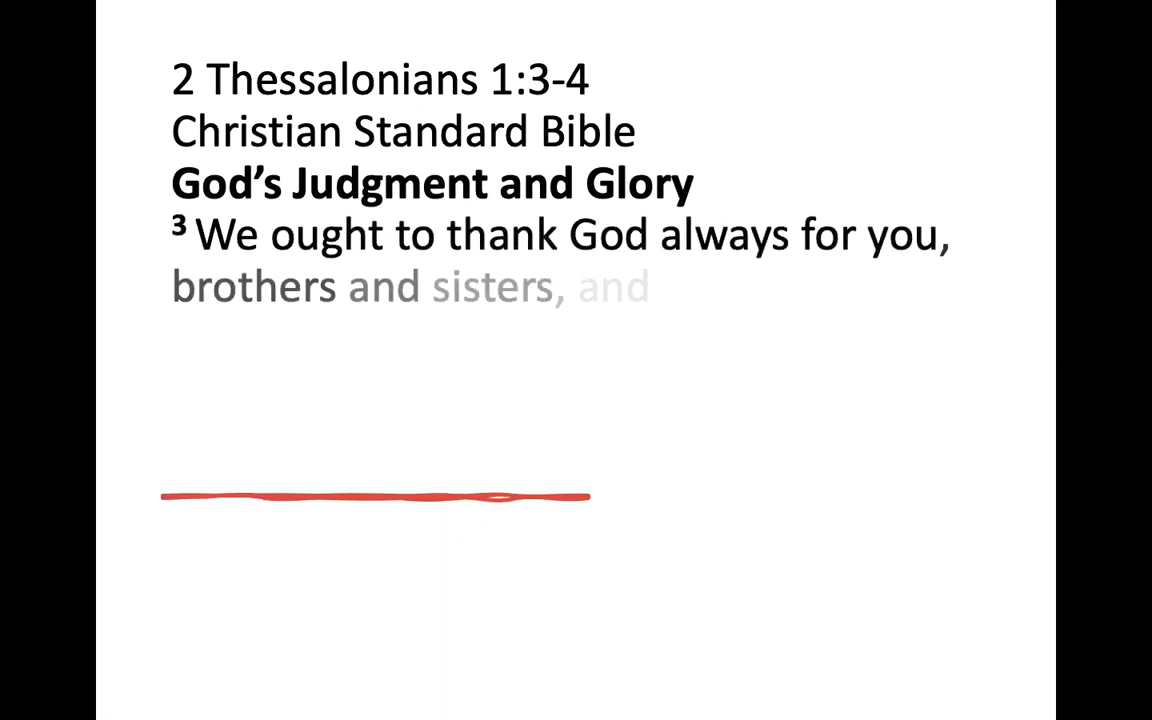 2 Thessalonians 1:3-4
Christian Standard Bible
God’s Judgment and Glory
³ We ought to thank God always for you,
brothers and sisters, and